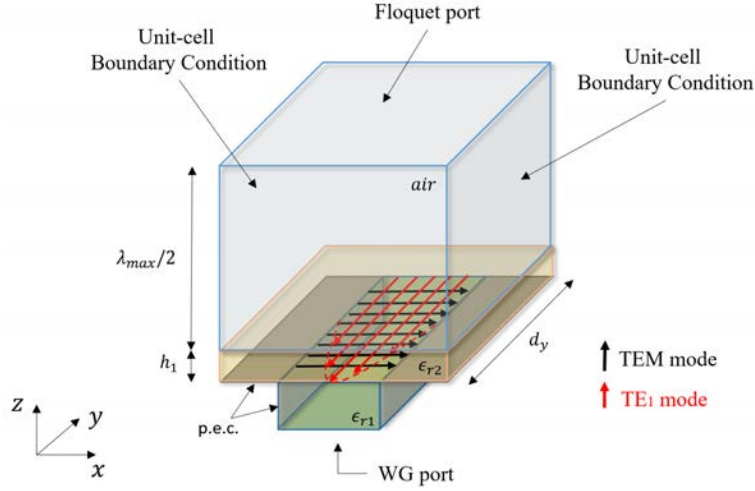 Floquet port
Unit-cell
Boundary Condition
Unit-cell
Boundary Condition
air
λmax/2
h1
dy
ϵr2
TEM mode
TE1 mode
p.e.c.
ϵr1
z
y
x
WG port